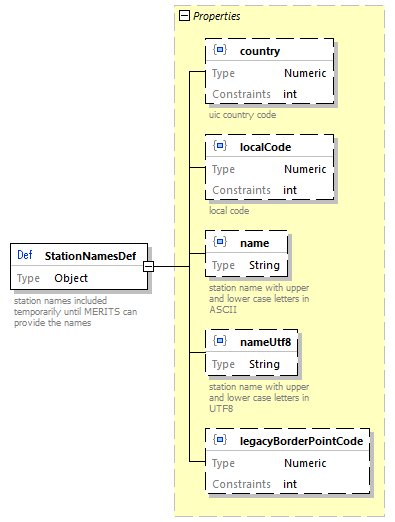 Properties
country
Type Numeric
Constraints int
uic country code
localCode
Type Numeric
Constraints int
local code
name
Type String
station name with upper
and lower case letters in
ASCII
Def StationNamesDef
Type Object
station names included
temporarily until MERITS can
provide the names
nameUtf8
Type String
station name with upper
and lower case letters in
UTF8
legacyBorderPointCode
Type Numeric
Constraints int